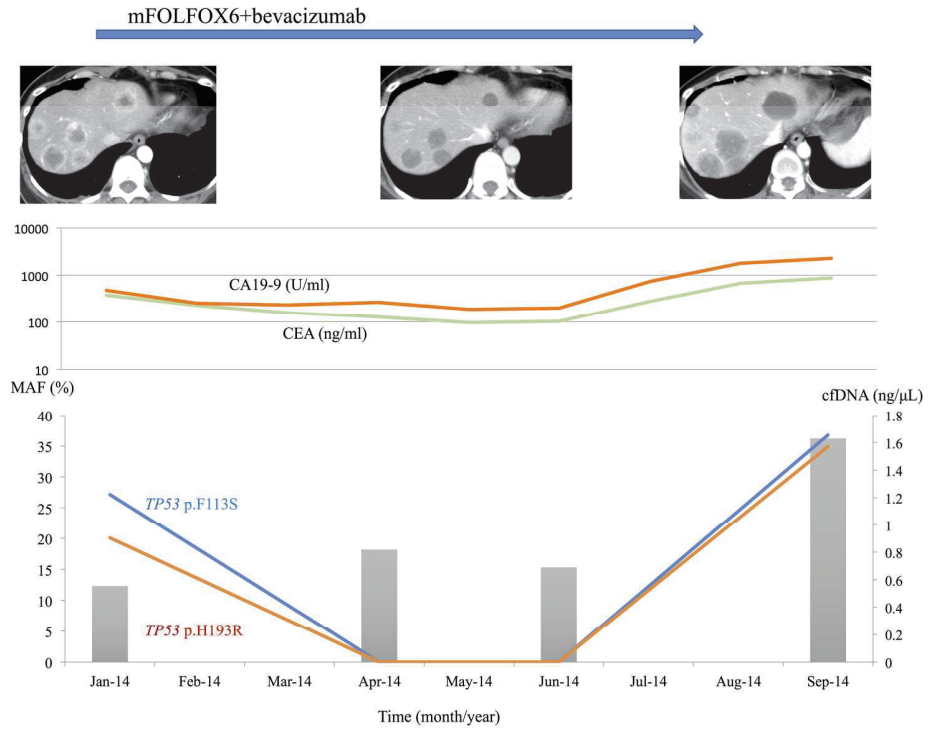 mFOLFOX6+bevacizumab
10000
1000
100
10
CA19-9 (U/ml)
CEA (ng/ml)
MAF (%)
cfDNA (ng/μL)
40
35
30
25
20
15
10
5
0
1.8
1.6
1.4
1.2
1
0.8
0.6
0.4
0.2
0
TP53 p.F113S
TP53 p.H193R
Jan-14 Feb-14 Mar-14 Apr-14 May-14 Jun-14 Jul-14 Aug-14 Sep-14
Time (month/year)